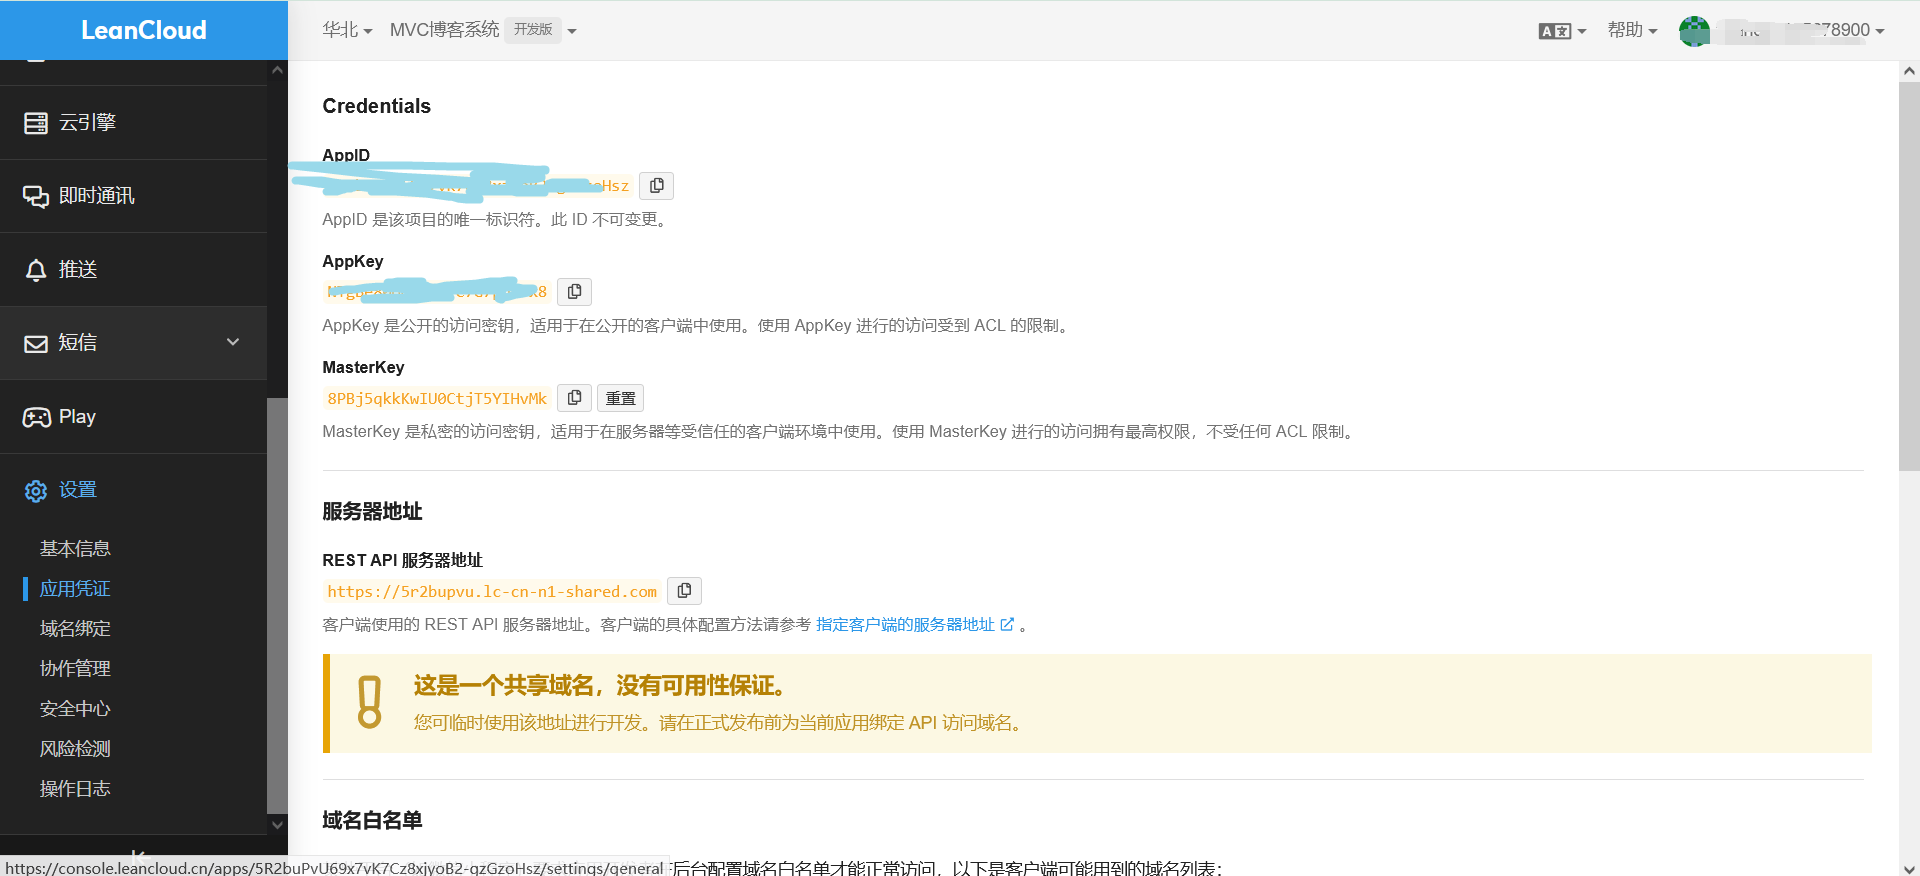 LeanCloud
华北
MVC博客系统
开发版
帮助
78900
云引擎
即时通讯
推送
短信
Play
设置
基本信息
应用凭证
域名绑定
协作管理
安全中心
风险检测
操作日志
Credentials
AppID
Hsz
AppID 是该项目的唯一标识符。此 ID 不可变更。
AppKey
x8
AppKey 是公开的访问密钥，适用于在公开的客户端中使用。使用 AppKey 进行的访问受到 ACL 的限制。
MasterKey
8PBj5qkkKwIU0CtjT5YIHvMk
重置
MasterKey 是私密的访问密钥，适用于在服务器等受信任的客户端环境中使用。使用 MasterKey 进行的访问拥有最高权限，不受任何 ACL 限制。
服务器地址
REST API 服务器地址
https://5r2bupvu.lc-cn-n1-shared.com
客户端使用的 REST API 服务器地址。客户端的具体配置方法请参考 指定客户端的服务器地址 。
这是一个共享域名，没有可用性保证。
您可临时使用该地址进行开发。请在正式发布前为当前应用绑定 API 访问域名。
域名白名单
后台配置域名白名单才能正常访问，以下是客户端可能用到的域名列表：
https://console.leancloud.cn/apps/5R2buPvU69x7vK7Cz8xjyoB2-gzGzoHsz/settings/general